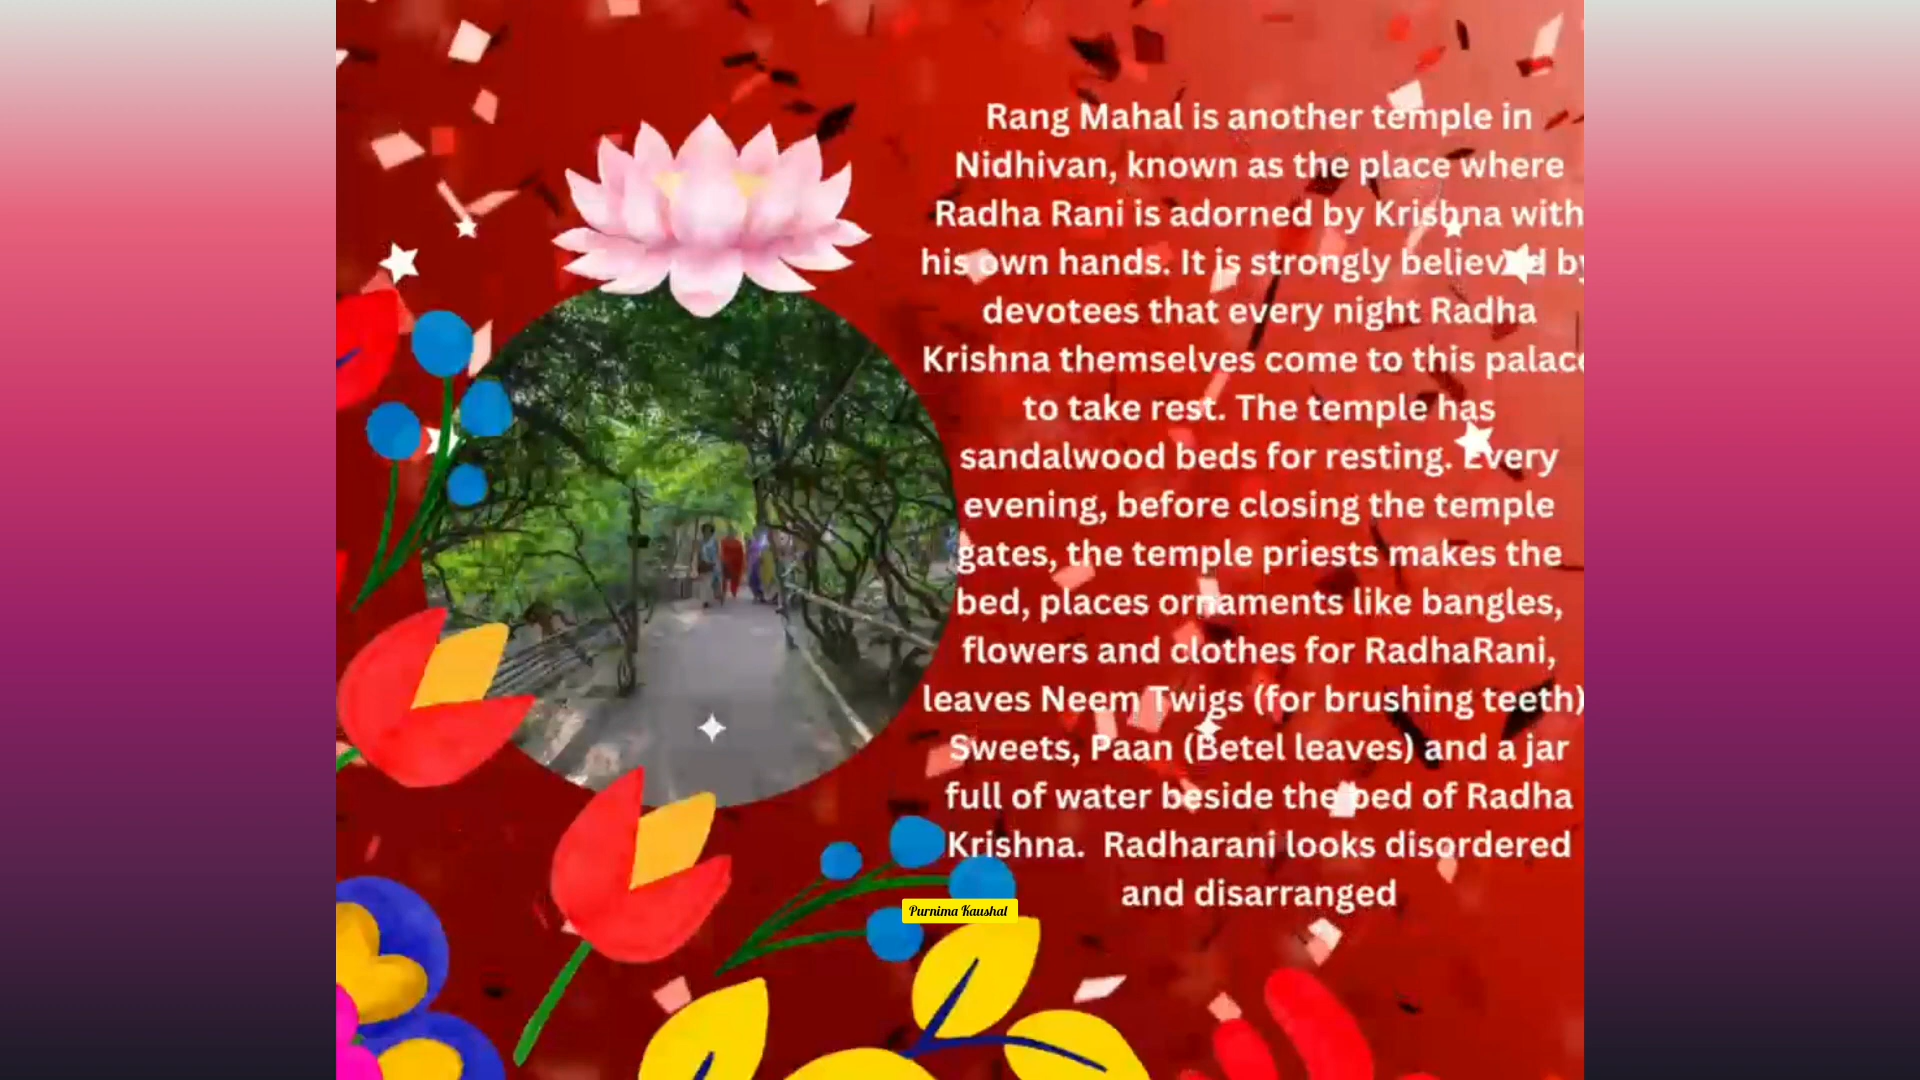 Rang Mahal is another temple in
Nidhivan, known as the place where
Radha Rani is adorned by Krishna with
his own hands. It is strongly believed by
devotees that every night Radha
Krishna themselves come to this palace
to take rest. The temple has
sandalwood beds for resting. Every
evening, before closing the temple
gates, the temple priests makes the
bed, places ornaments like bangles,
flowers and clothes for RadhaRani,
leaves Neem Twigs (for brushing teeth)
Sweets, Paan (Betel leaves) and a jar
full of water beside the bed of Radha
Krishna. Radharani looks disordered
and disarranged
Purnima Kaushal